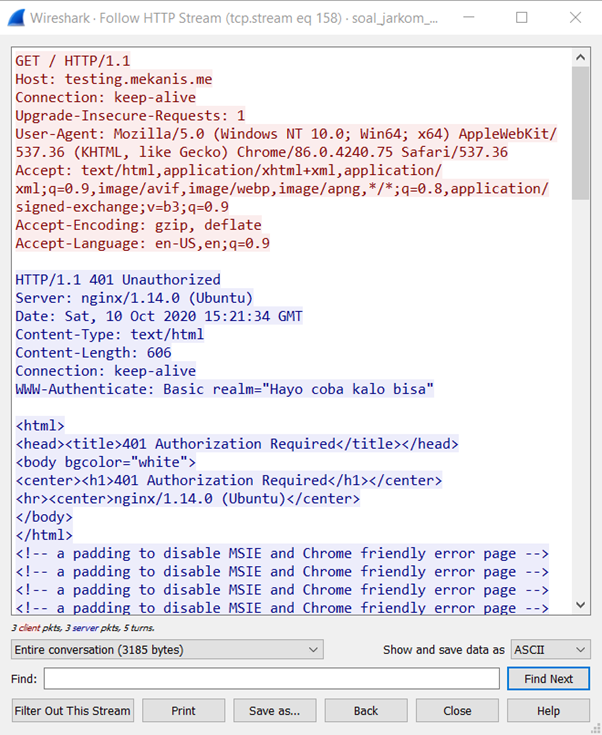 Wireshark · Follow HTTP Stream (tcp.stream eq 158) · soal_jarkom_...
GET / HTTP/1.1
Host: testing.mekanis.me
Connection: keep-alive
Upgrade-Insecure-Requests: 1
User-Agent: Mozilla/5.0 (Windows NT 10.0; Win64; x64) AppleWebKit/
537.36 (KHTML, like Gecko) Chrome/86.0.4240.75 Safari/537.36
Accept: text/html,application/xhtml+xml,application/
xml;q=0.9,image/avif,image/webp,image/apng,*/*;q=0.8,application/
signed-exchange;v=b3;q=0.9
Accept-Encoding: gzip, deflate
Accept-Language: en-US,en;q=0.9
HTTP/1.1 401 Unauthorized
Server: nginx/1.14.0 (Ubuntu)
Date: Sat, 10 Oct 2020 15:21:34 GMT
Content-Type: text/html
Content-Length: 606
Connection: keep-alive
WWW-Authenticate: Basic realm="Hayo coba kalo bisa"
<html>
<head><title>401 Authorization Required</title></head>
<body bgcolor="white">
<center><h1>401 Authorization Required</h1></center>
<hr><center>nginx/1.14.0 (Ubuntu)</center>
</body>
</html>
<!-- a padding to disable MSIE and Chrome friendly error page -->
<!-- a padding to disable MSIE and Chrome friendly error page -->
<!-- a padding to disable MSIE and Chrome friendly error page -->
<!-- a padding to disable MSIE and Chrome friendly error page -->
3 client pkts, 3 server pkts, 5 turns.
Entire conversation (3185 bytes) Show and save data as ASCII
Find: Find Next
Filter Out This Stream Print Save as... Back Close Help